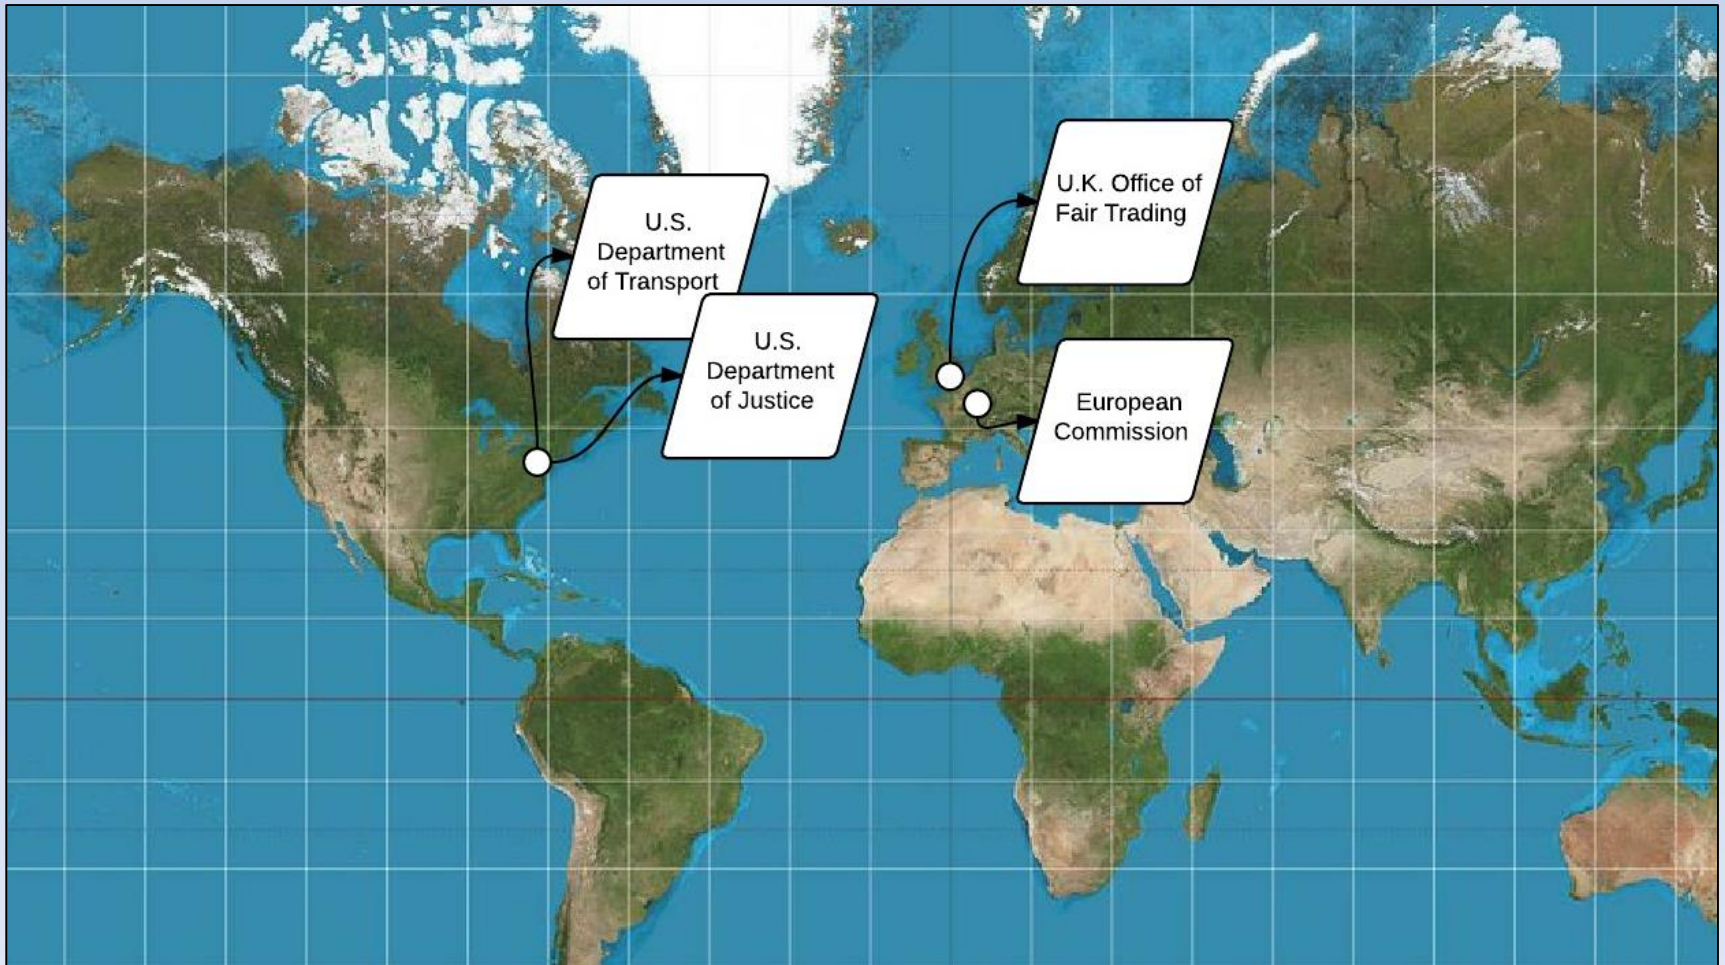 U.S.
Department
of Transport
U.S.
Department
of Justice
U.K. Office of
Fair Trading
European
Commission